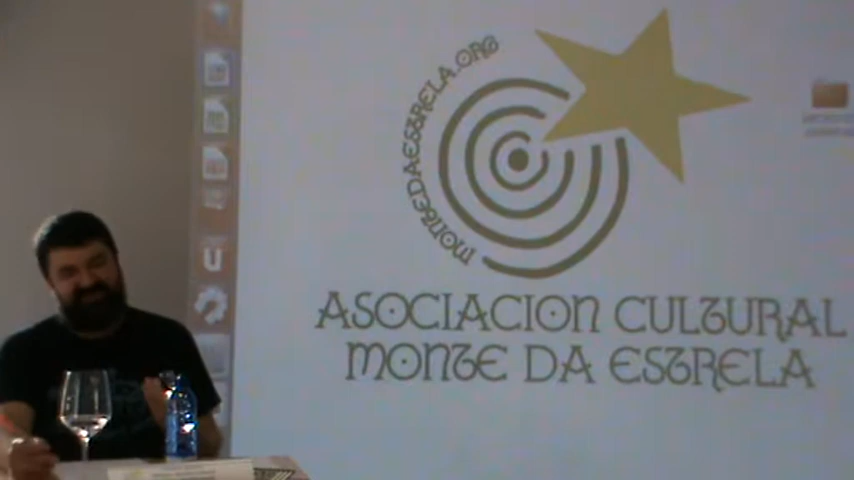 MONTEDAESTRELA.ORG
ASOCIACION CULTURAL
MONTE DA ESTRELA